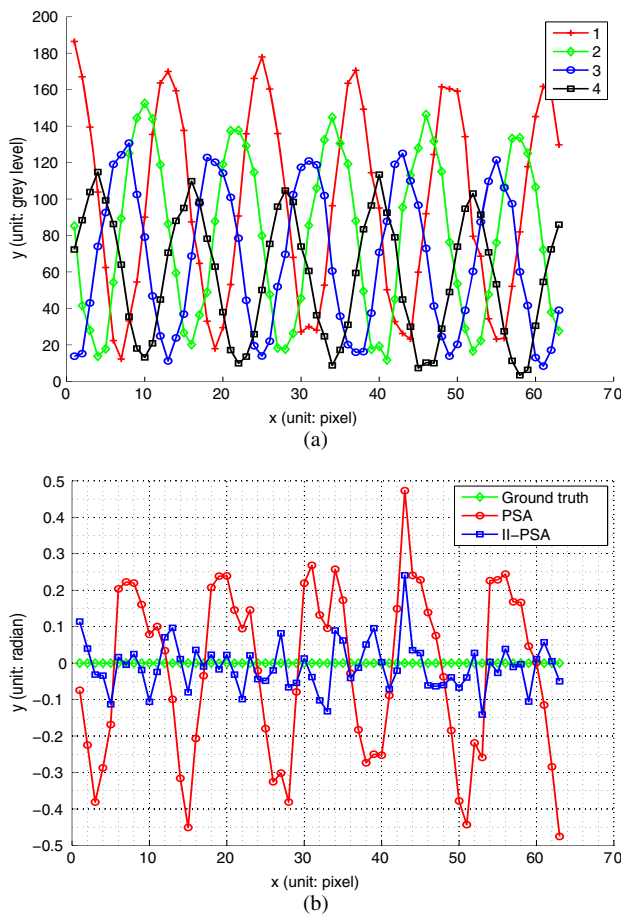 200
180
160
140
120
100
80
60
40
20
0
y (unit: grey level)
1
2
3
4
0 10 20 30 40 50 60 70
x (unit: pixel)
(a)
0.5
0.4
0.3
0.2
0.1
0
−0.1
−0.2
−0.3
−0.4
−0.5
y (unit: radian)
Ground truth
PSA
II−PSA
0 10 20 30 40 50 60 70
x (unit: pixel)
(b)